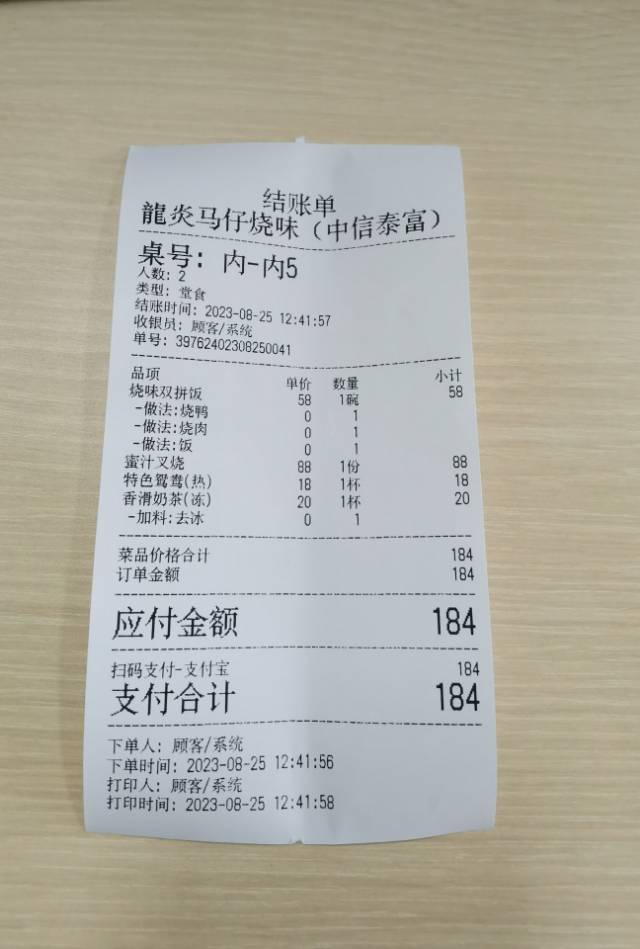 结账单
龍炎马仔烧味（中信泰富）
桌号: 内-内5
人数: 2
类型: 堂食
结账时间: 2023-08-25 12:41:57
收银员: 顾客/系统
单号: 39762402308250041
品项 单价 数量 小计
烧味双拼饭 58 1碗 58
-做法:烧鸭 0 1
-做法:烧肉 0 1
-做法:饭 0 1
蜜汁叉烧 88 1份 88
特色鸳鸯(热) 18 1杯 18
香滑奶茶(冻) 20 1杯 20
-加料:去冰 0 1
菜品价格合计 184
订单金额 184
应付金额 184
扫码支付-支付宝 184
支付合计 184
下单人: 顾客/系统
下单时间: 2023-08-25 12:41:56
打印人: 顾客/系统
打印时间: 2023-08-25 12:41:58